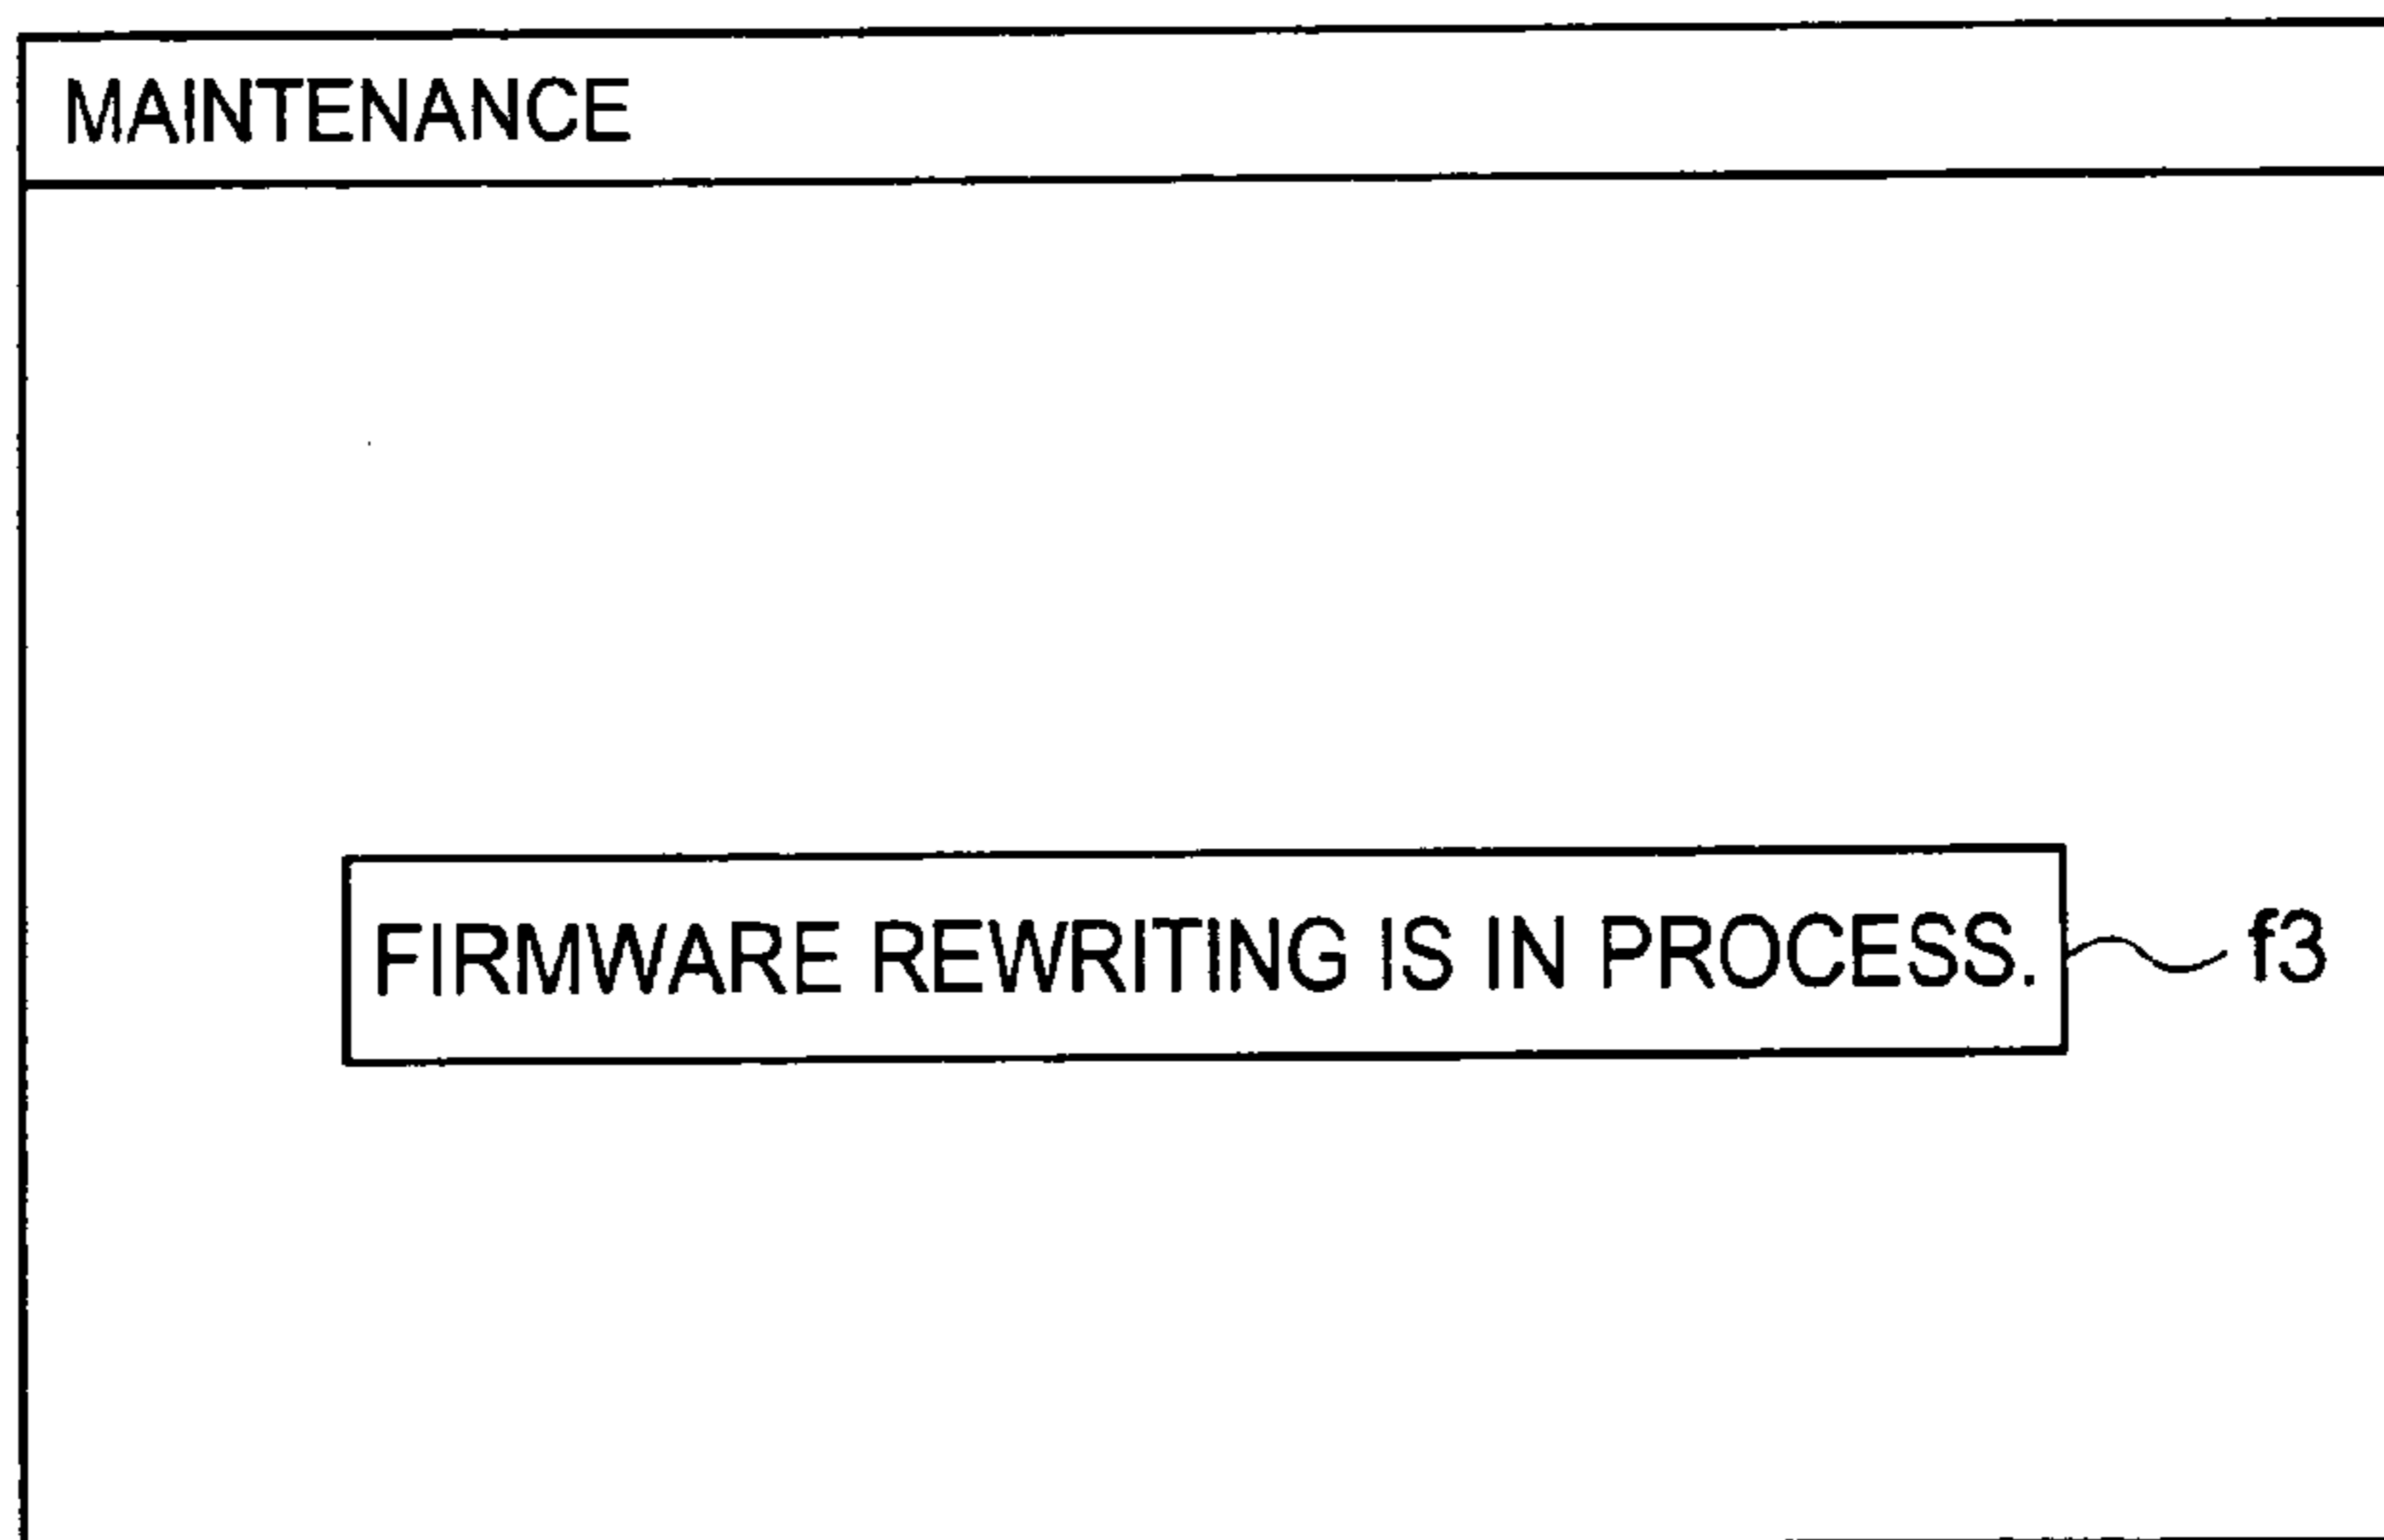 MAINTENANCE
FIRMWARE REWRITING IS IN PROCESS. f3